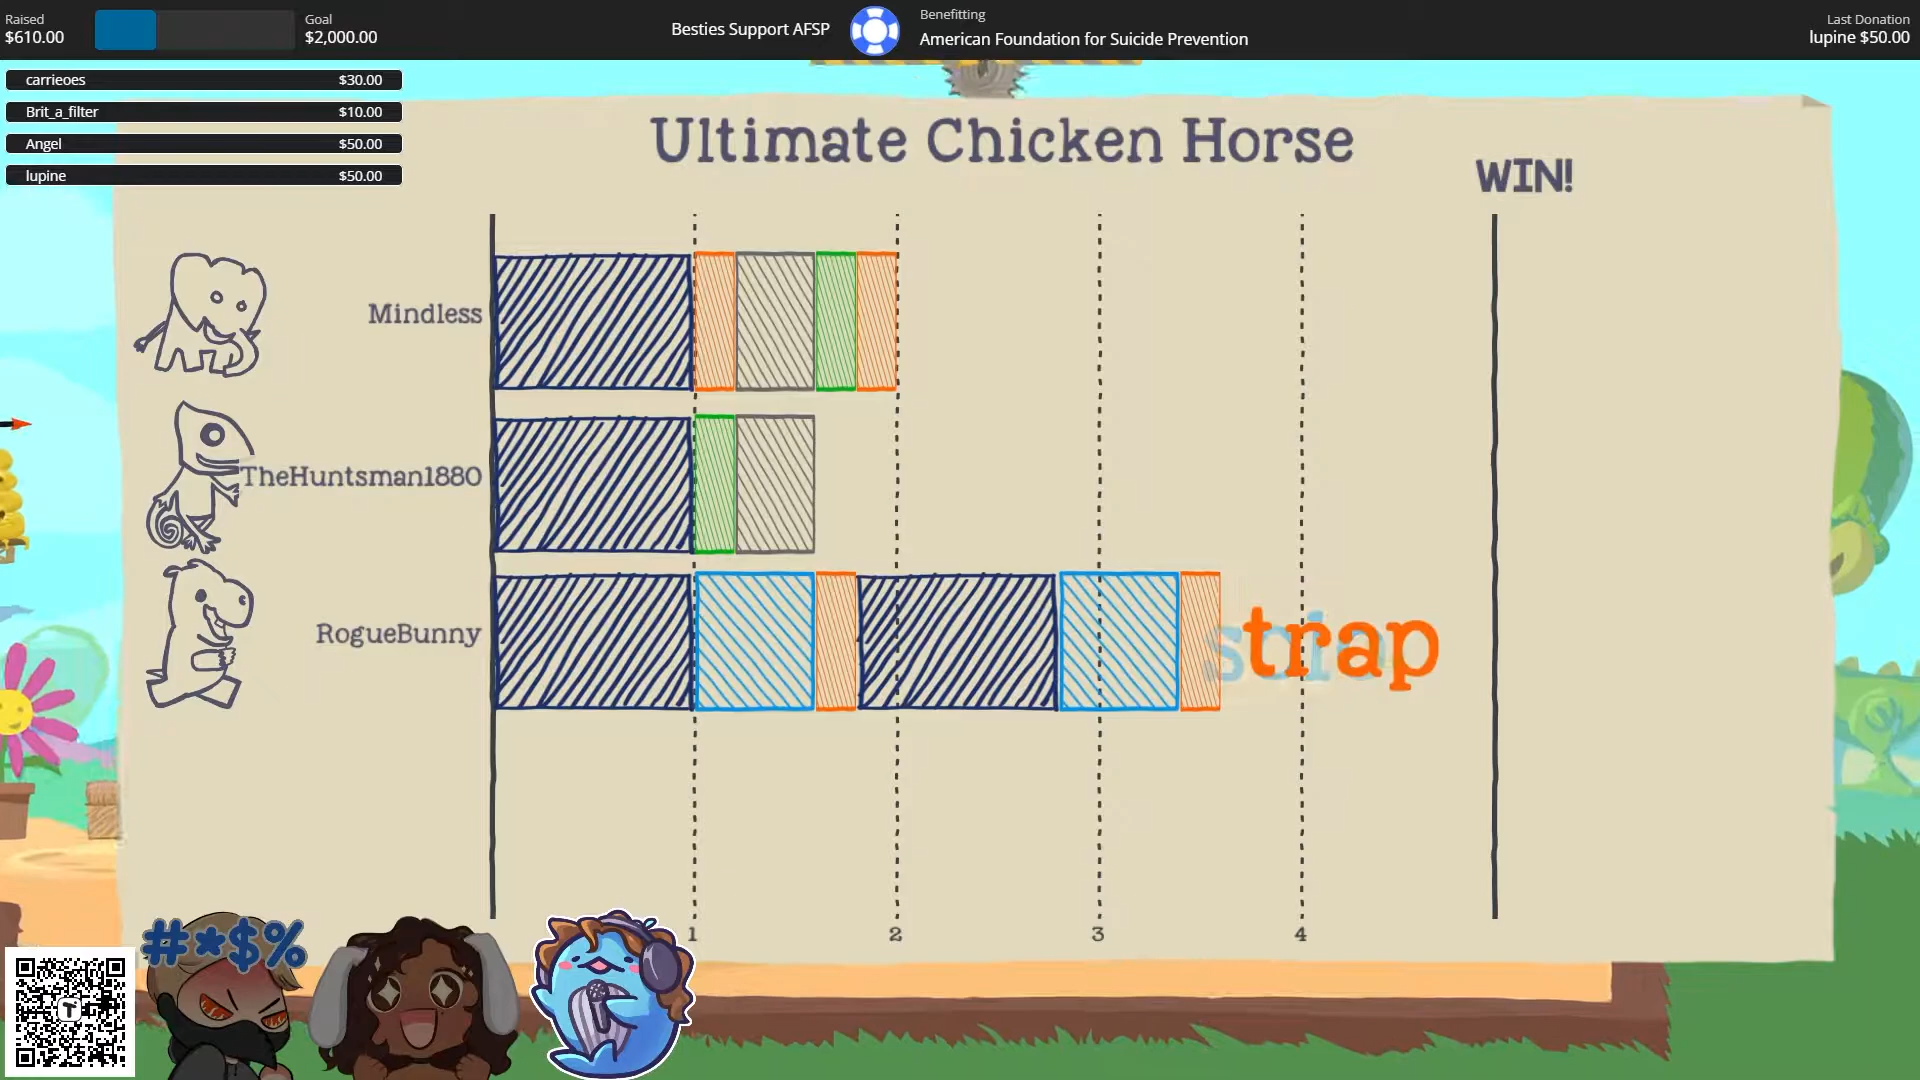 Raised
$610.00
Goal
$2,000.00
Besties Support AFSP
Benefitting
American Foundation for Suicide Prevention
Last Donation
lupine $50.00
carrieoes $30.00
Brit_a_filter $10.00
Angel $50.00
lupine $50.00
Ultimate Chicken Horse
WIN!
Mindless
TheHuntsman1880
RogueBunny
trap
1 2 3 4
#*$%
T